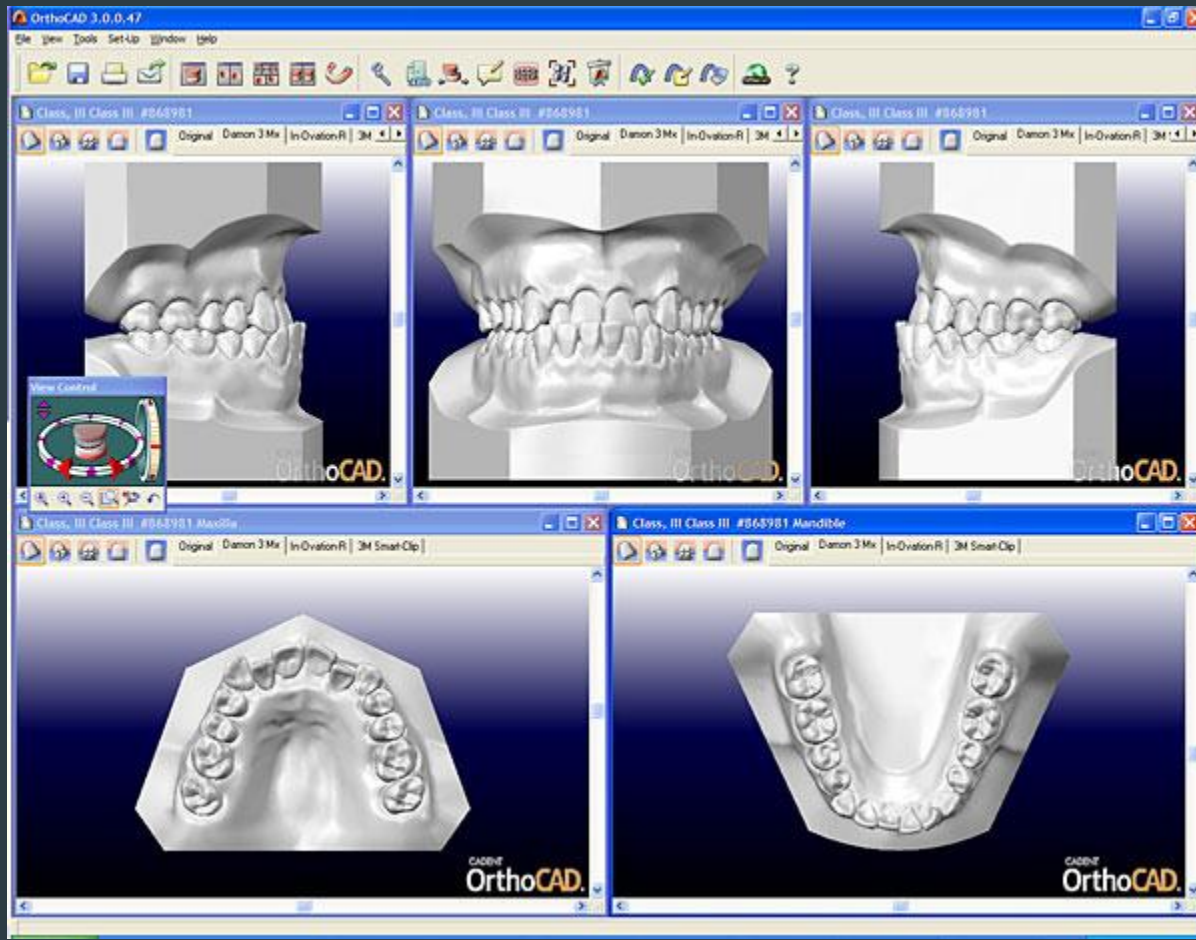 OrthoCAD 3.0.0.47
File View Tools Set-Up Window Help
Class, III Class III #868981
Original Damon 3 Mx In-Ovation-R 3M
Class, III Class III #868981
Original Damon 3 Mx In-Ovation-R 3M
Class, III Class III #868981
Original Damon 3 Mx In-Ovation-R 3M
View Control
OrthoCAD.
OrthoCAD.
OrthoCAD.
Class, III Class III #868981 Maxilla
Original Damon 3 Mx In-Ovation-R 3M Smart-Clip
Class, III Class III #868981 Mandible
Original Damon 3 Mx In-Ovation-R 3M Smart-Clip
CADENT
OrthoCAD.
CADENT
OrthoCAD.